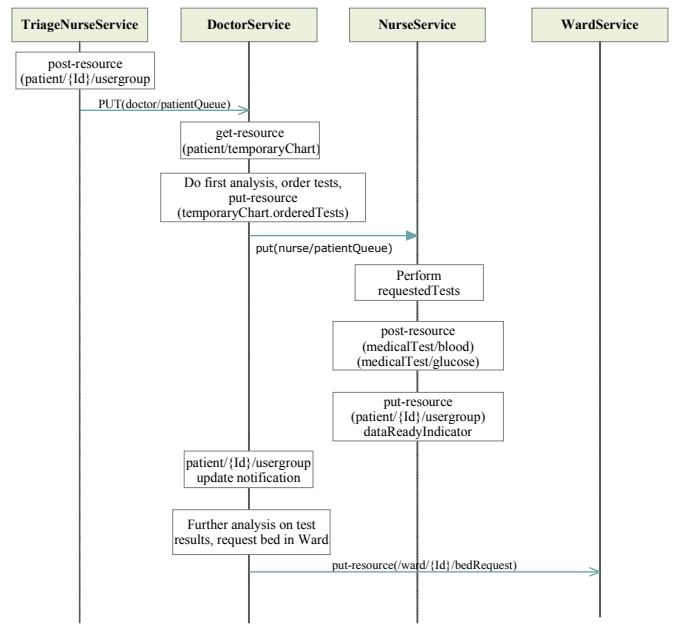 TriageNurseService
DoctorService
NurseService
WardService
post-resource
(patient/{Id}/usergroup
PUT(doctor/patientQueue)
get-resource
(patient/temporaryChart)
Do first analysis, order tests,
put-resource
(temporaryChart.orderedTests)
put(nurse/patientQueue)
Perform
requestedTests
post-resource
(medicalTest/blood)
(medicalTest/glucose)
put-resource
(patient/{Id}/usergroup)
dataReadyIndicator
patient/{Id}/usergroup
update notification
Further analysis on test
results, request bed in Ward
put-resource(/ward/{Id}/bedRequest)